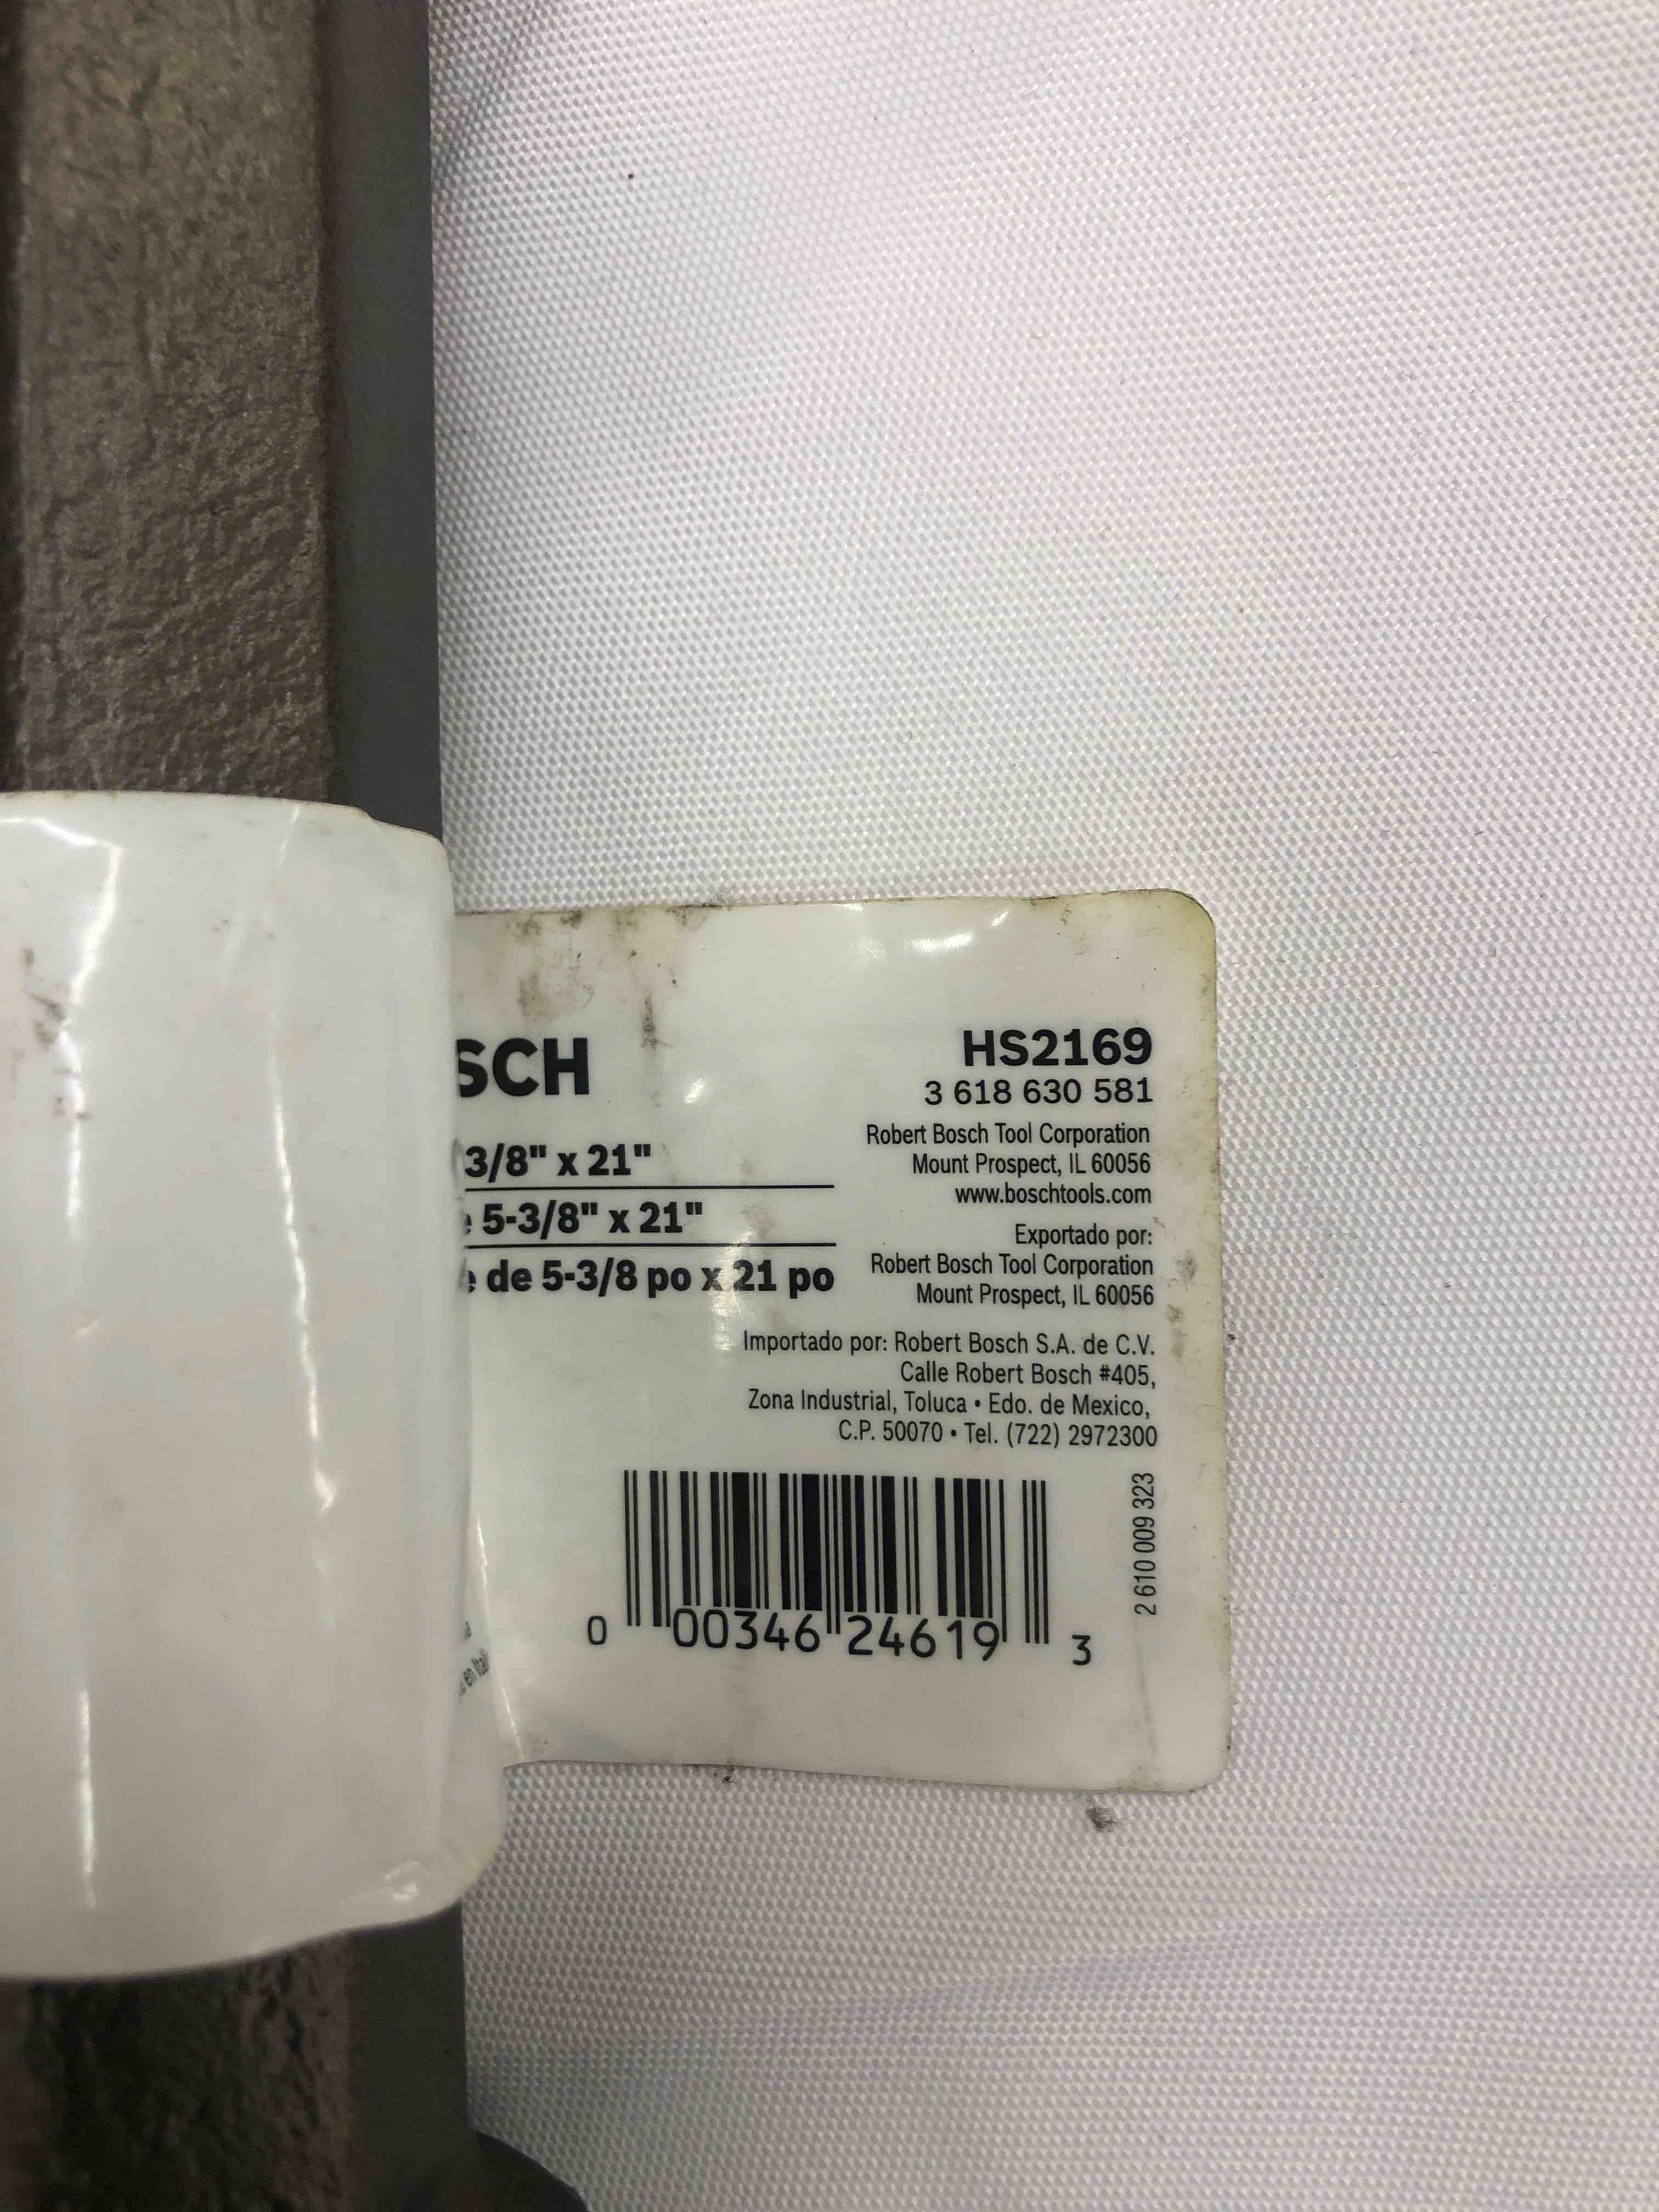 SCH
HS2169
3 618 630 581
3/8" x 21"
5-3/8" x 21"
de 5-3/8 po x 21 po
Robert Bosch Tool Corporation
Mount Prospect, IL 60056
www.boschtools.com
Exportado por:
Robert Bosch Tool Corporation
Mount Prospect, IL 60056
Importado por: Robert Bosch S.A. de C.V.
Calle Robert Bosch #405,
Zona Industrial, Toluca • Edo. de Mexico,
C.P. 50070 • Tel. (722) 2972300
2 610 009 323
0 00346 24619 3
en